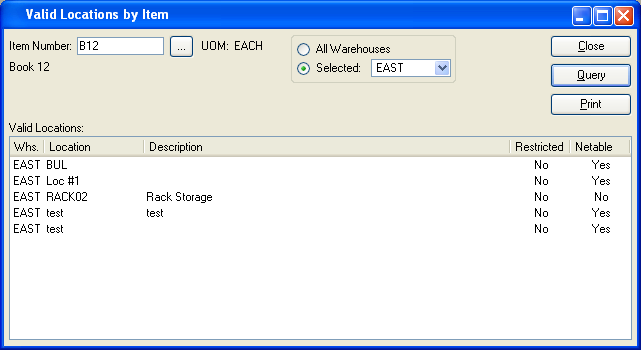 Valid Locations by Item
Item Number: B12 ... UOM: EACH
Book 12
All Warehouses
Selected: EAST
Close
Query
Print
Valid Locations:
Whs. Location Description Restricted Netable
EAST BUL No Yes
EAST Loc #1 No Yes
EAST RACK02 Rack Storage No No
EAST test test No Yes
EAST test No Yes